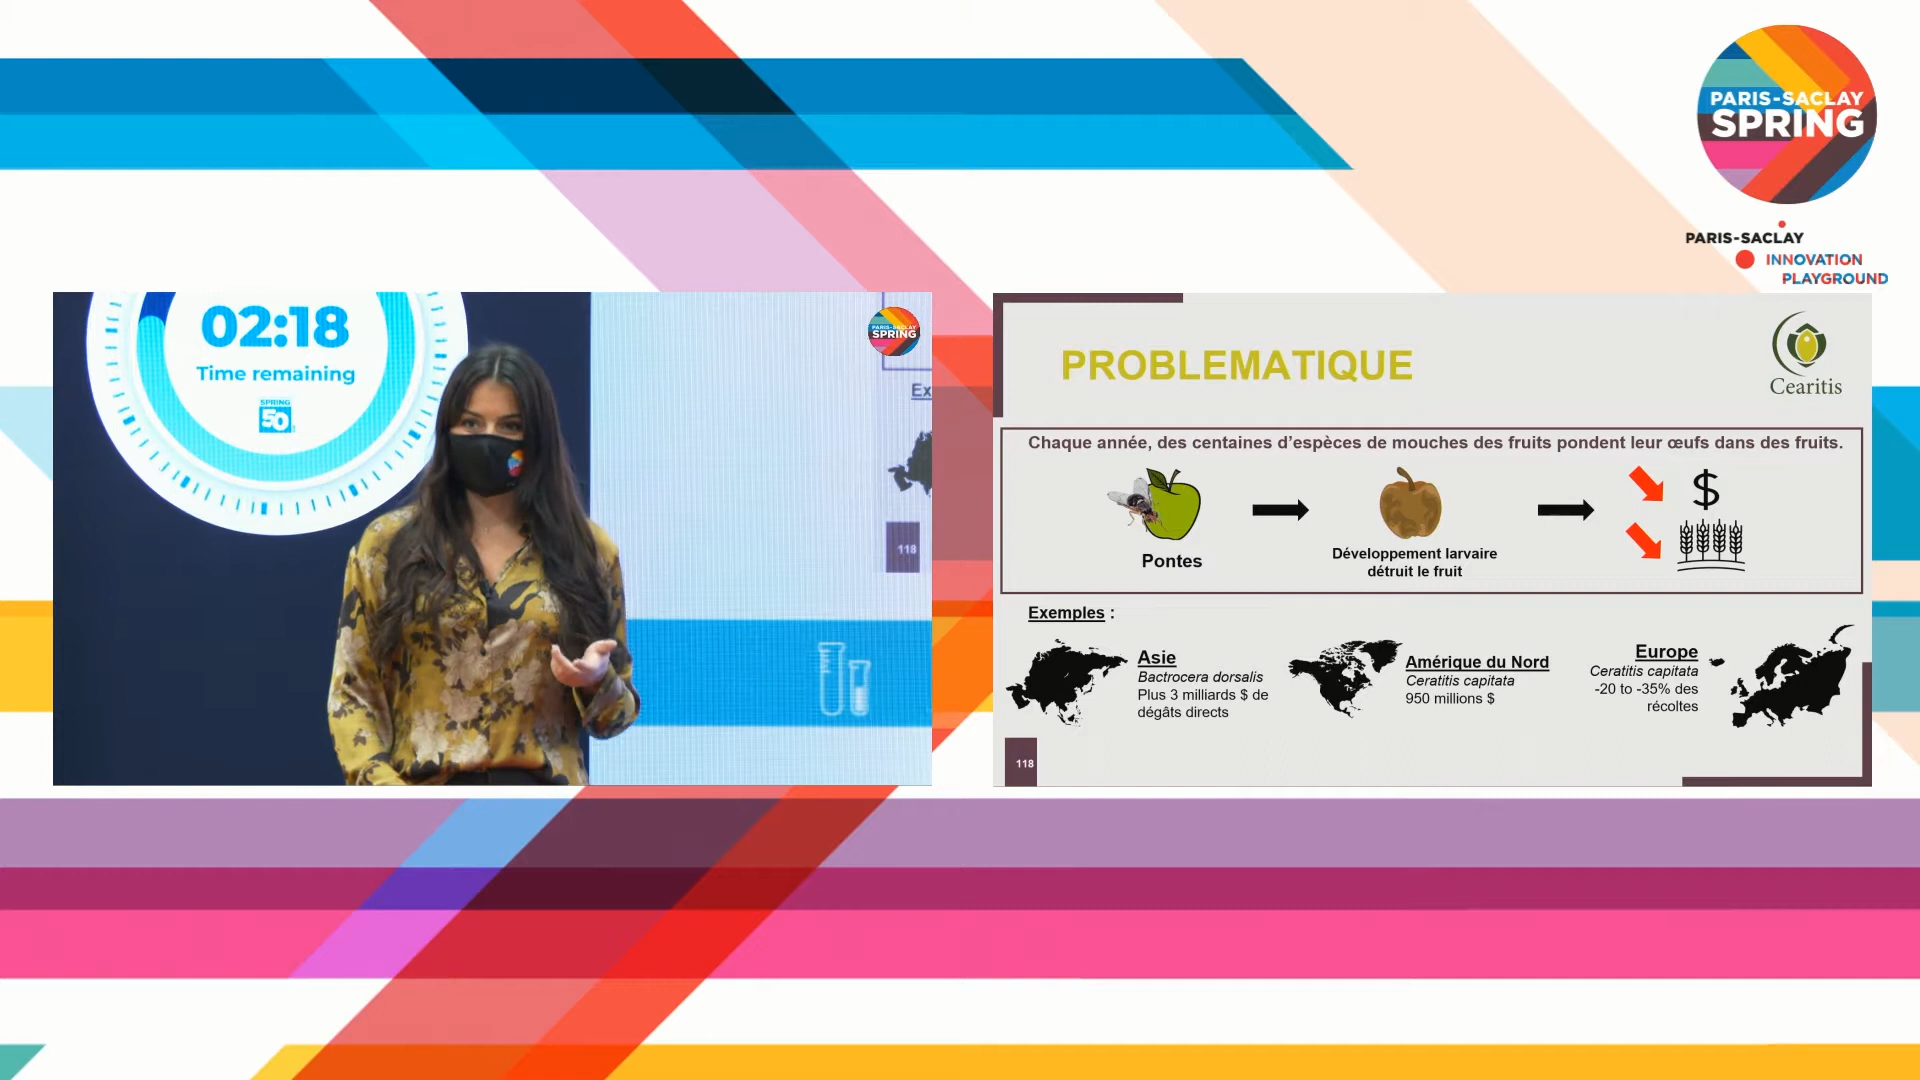 PARIS-SACLAY
SPRING
PARIS-SACLAY
INNOVATION
PLAYGROUND
02:18
Time remaining
SPRING
50
PARIS-SACLAY
SPRING
Ex
118
PROBLEMATIQUE
Cearitis
Chaque année, des centaines d’espèces de mouches des fruits pondent leur œufs dans des fruits.
$
Pontes
Développement larvaire
détruit le fruit
Exemples :
Asie
Bactrocera dorsalis
Plus 3 milliards $ de
dégâts directs
Amérique du Nord
Ceratitis capitata
950 millions $
Europe
Ceratitis capitata
-20 to -35% des
récoltes
118